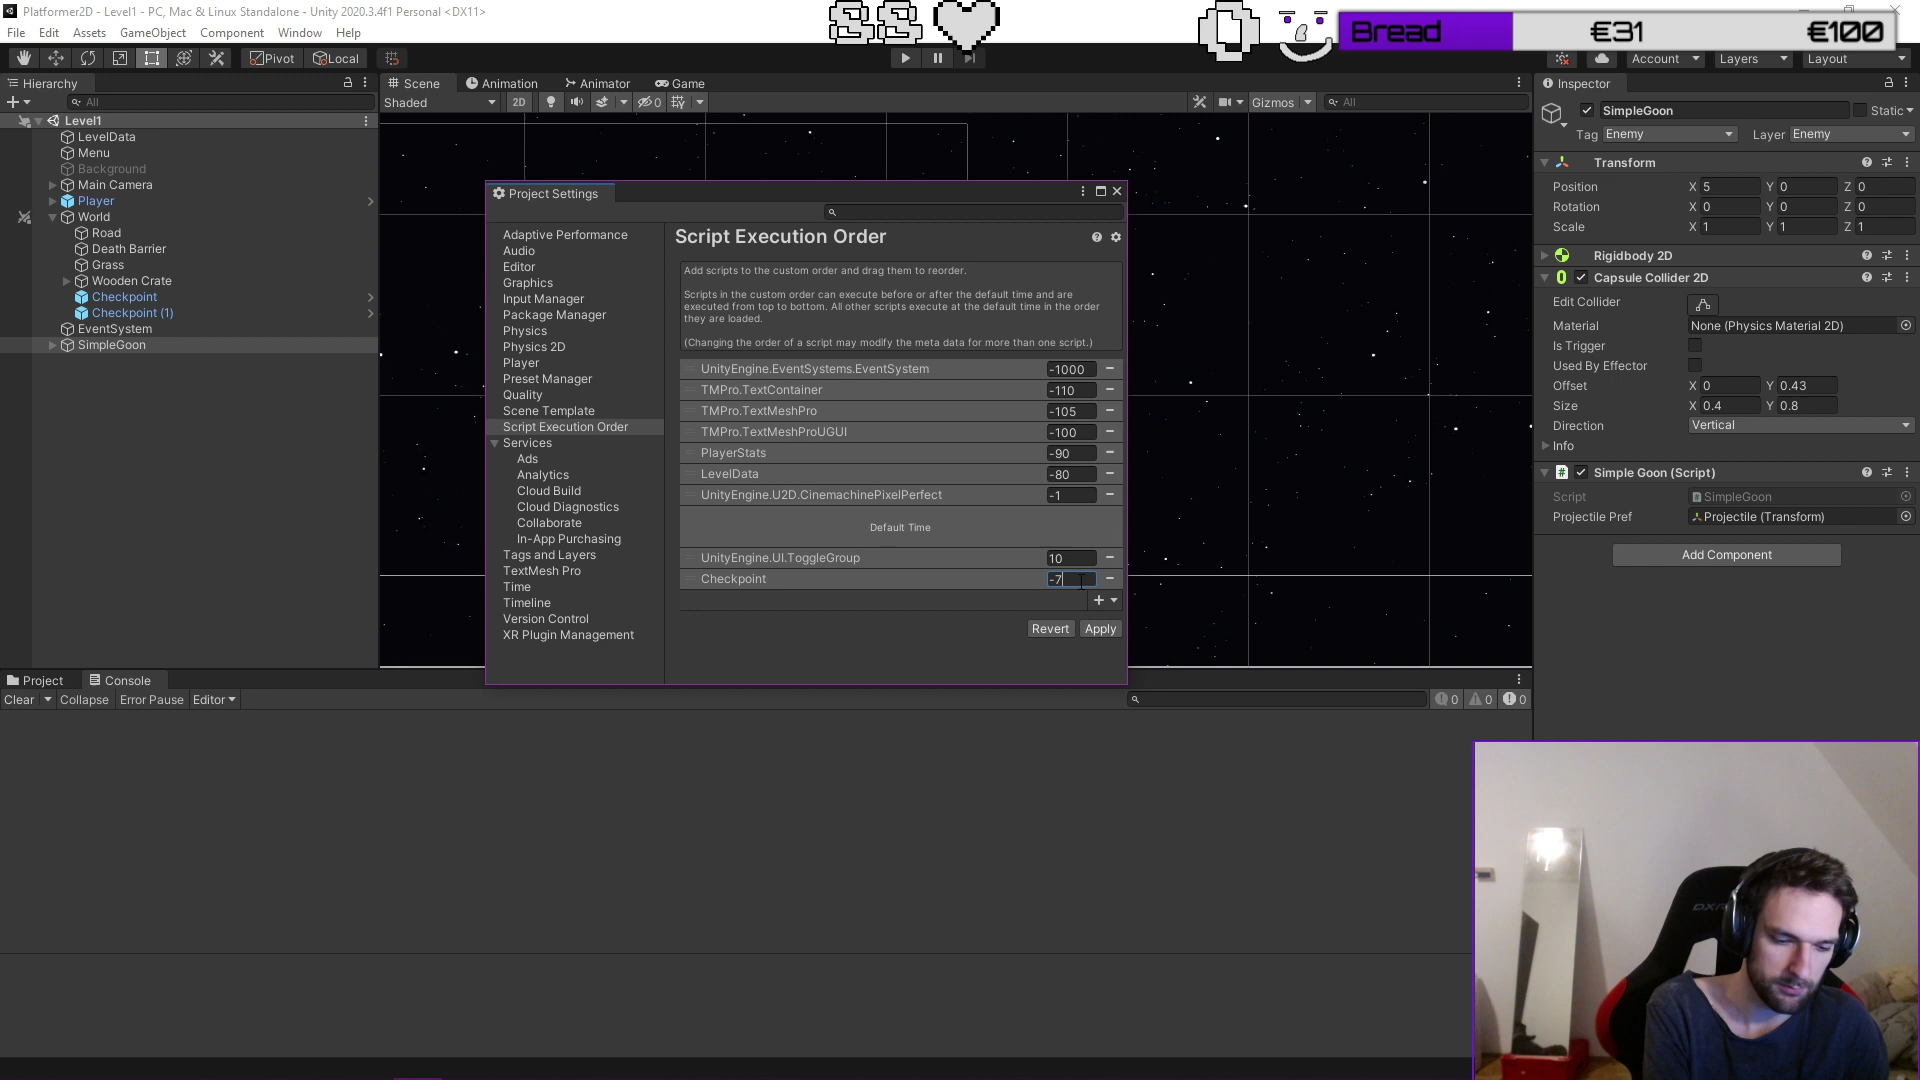 Platformer2D - Level1 - PC, Mac & Linux Standalone - Unity 2020.3.4f1 Personal <DX11>
File Edit Assets GameObject Component Window Help
88
0
Bread €31 €100
Pivot Local
Account Layers Layout
Hierarchy
All
Level1
LevelData
Menu
Background
Main Camera
Player
World
Road
Death Barrier
Grass
Wooden Crate
Checkpoint
Checkpoint (1)
EventSystem
SimpleGoon
Scene Animation Animator Game
Shaded 2D 0 Gizmos All
Project Settings
Adaptive Performance
Audio
Editor
Graphics
Input Manager
Package Manager
Physics
Physics 2D
Player
Preset Manager
Quality
Scene Template
Script Execution Order
Services
Ads
Analytics
Cloud Build
Cloud Diagnostics
Collaborate
In-App Purchasing
Tags and Layers
TextMesh Pro
Time
Timeline
Version Control
XR Plugin Management
Script Execution Order
Add scripts to the custom order and drag them to reorder.
Scripts in the custom order can execute before or after the default time and are
executed from top to bottom. All other scripts execute at the default time in the order
they are loaded.
(Changing the order of a script may modify the meta data for more than one script.)
UnityEngine.EventSystems.EventSystem -1000
TMPro.TextContainer -110
TMPro.TextMeshPro -105
TMPro.TextMeshProUGUI -100
PlayerStats -90
LevelData -80
UnityEngine.U2D.CinemachinePixelPerfect -1
Default Time
UnityEngine.UI.ToggleGroup 10
Checkpoint -7
Revert Apply
Inspector
SimpleGoon Static
Tag Enemy Layer Enemy
Transform
Position X 5 Y 0 Z 0
Rotation X 0 Y 0 Z 0
Scale X 1 Y 1 Z 1
Rigidbody 2D
Capsule Collider 2D
Edit Collider
Material None (Physics Material 2D)
Is Trigger
Used By Effector
Offset X 0 Y 0.43
Size X 0.4 Y 0.8
Direction Vertical
Info
Simple Goon (Script)
Script SimpleGoon
Projectile Pref Projectile (Transform)
Add Component
Project Console
Clear Collapse Error Pause Editor 0 0 0
DXR